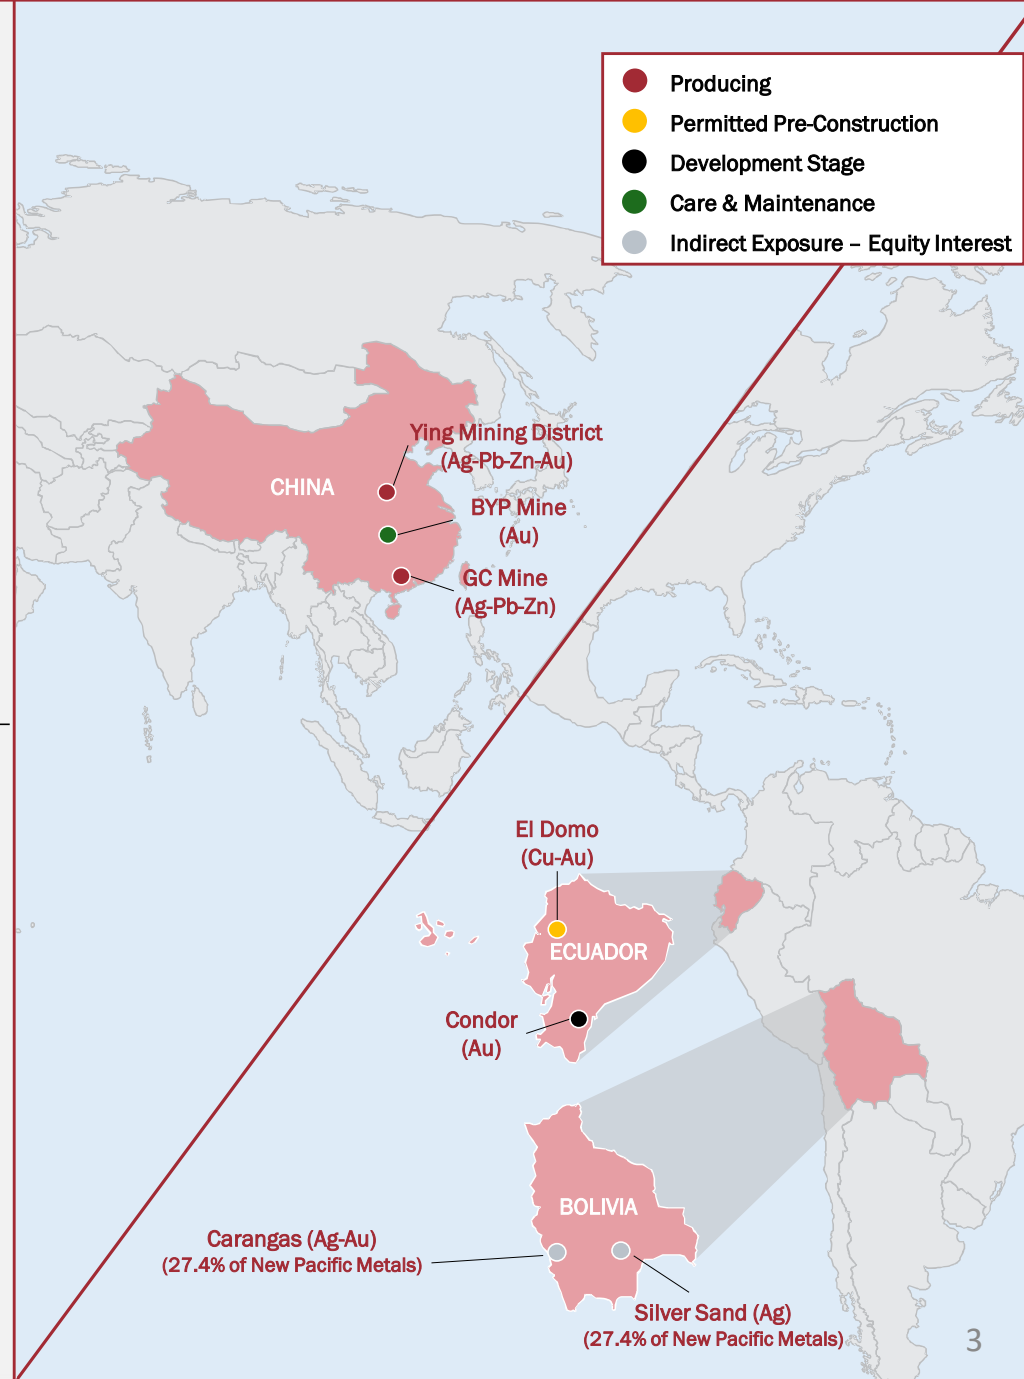 Producing
Permitted Pre-Construction
Development Stage
Care & Maintenance
Indirect Exposure – Equity Interest
Ying Mining District
(Ag-Pb-Zn-Au)
CHINA
BYP Mine
(Au)
GC Mine
(Ag-Pb-Zn)
El Domo
(Cu-Au)
ECUADOR
Condor
(Au)
BOLIVIA
Carangas (Ag-Au)
(27.4% of New Pacific Metals)
Silver Sand (Ag)
(27.4% of New Pacific Metals)
3